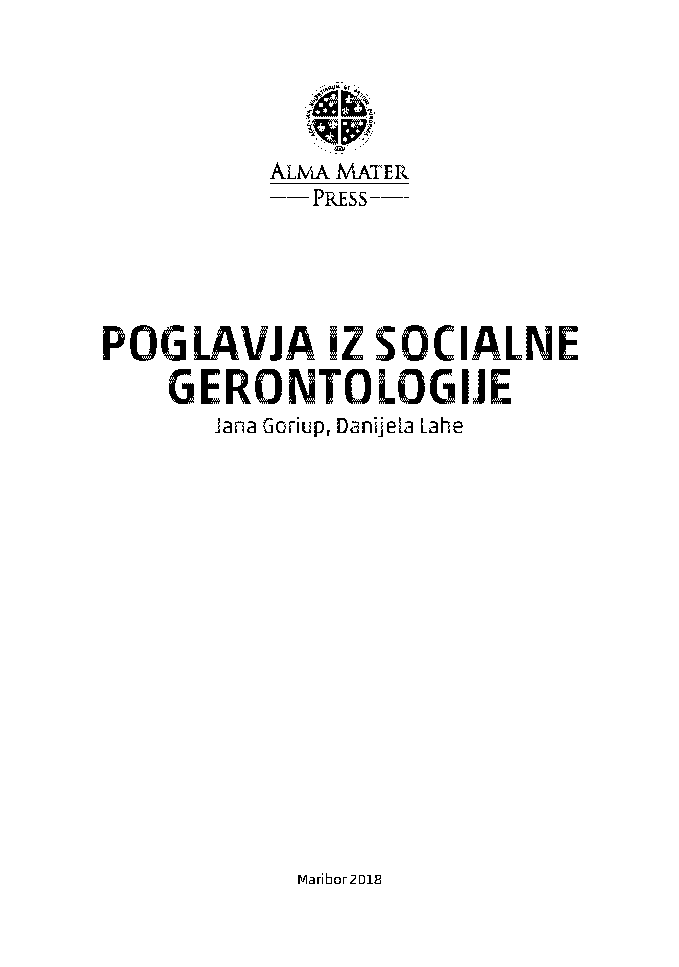 ALMA MATER
PRESS
POGLAVJA IZ SOCIALNE
GERONTOLOGIJE
Jana Goriup, Danijela Lahe
Maribor 2018